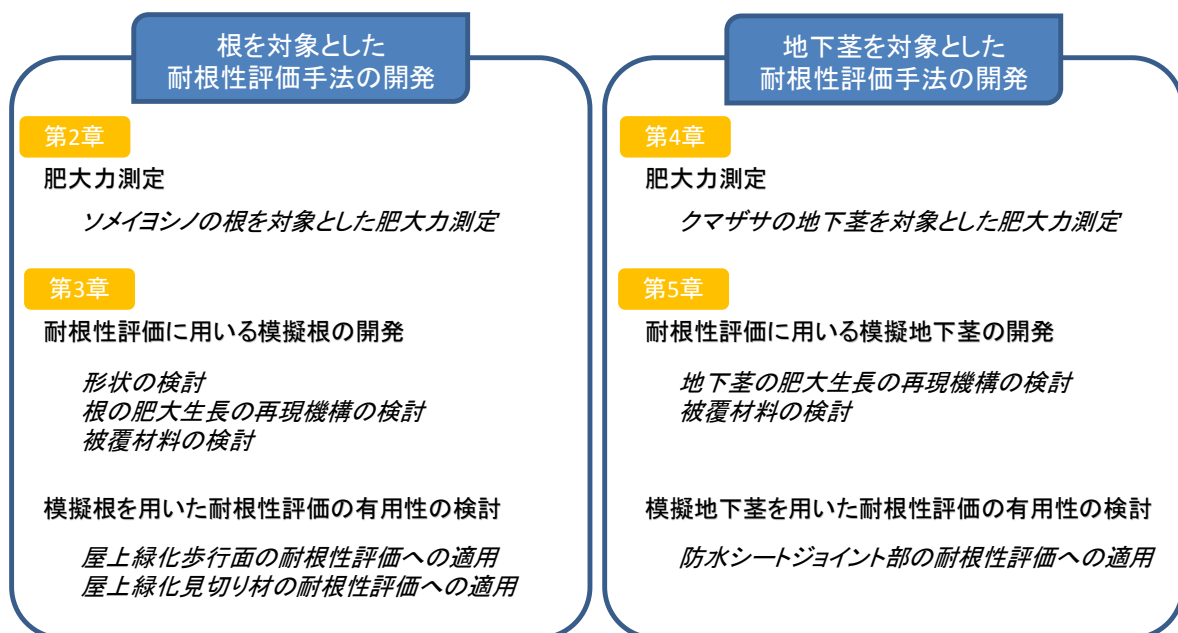 根を対象とした
耐根性評価手法の開発
第2章
肥大力測定
ソメイヨシノの根を対象とした肥大力測定
第3章
耐根性評価に用いる模擬根の開発
形状の検討
根の肥大生長の再現機構の検討
被覆材料の検討
模擬根を用いた耐根性評価の有用性の検討
屋上緑化歩行面の耐根性評価への適用
屋上緑化見切り材の耐根性評価への適用
地下茎を対象とした
耐根性評価手法の開発
第4章
肥大力測定
クマザサの地下茎を対象とした肥大力測定
第5章
耐根性評価に用いる模擬地下茎の開発
地下茎の肥大生長の再現機構の検討
被覆材料の検討
模擬地下茎を用いた耐根性評価の有用性の検討
防水シートジョイント部の耐根性評価への適用